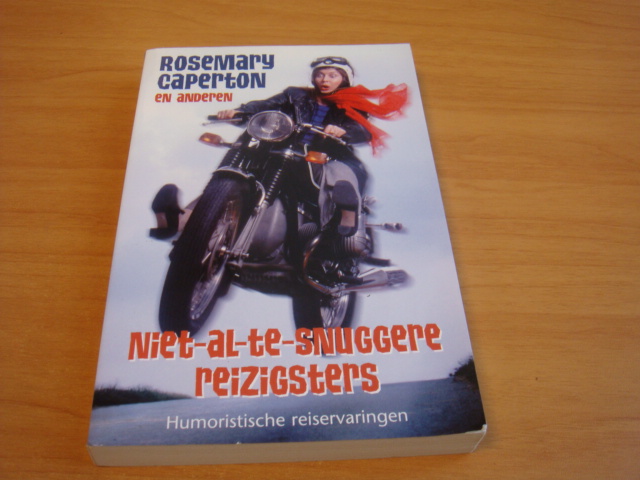 Rosemary
Caperton
en anderen
Niet-al-te-snuggere
reizigsters
Humoristische reiservaringen